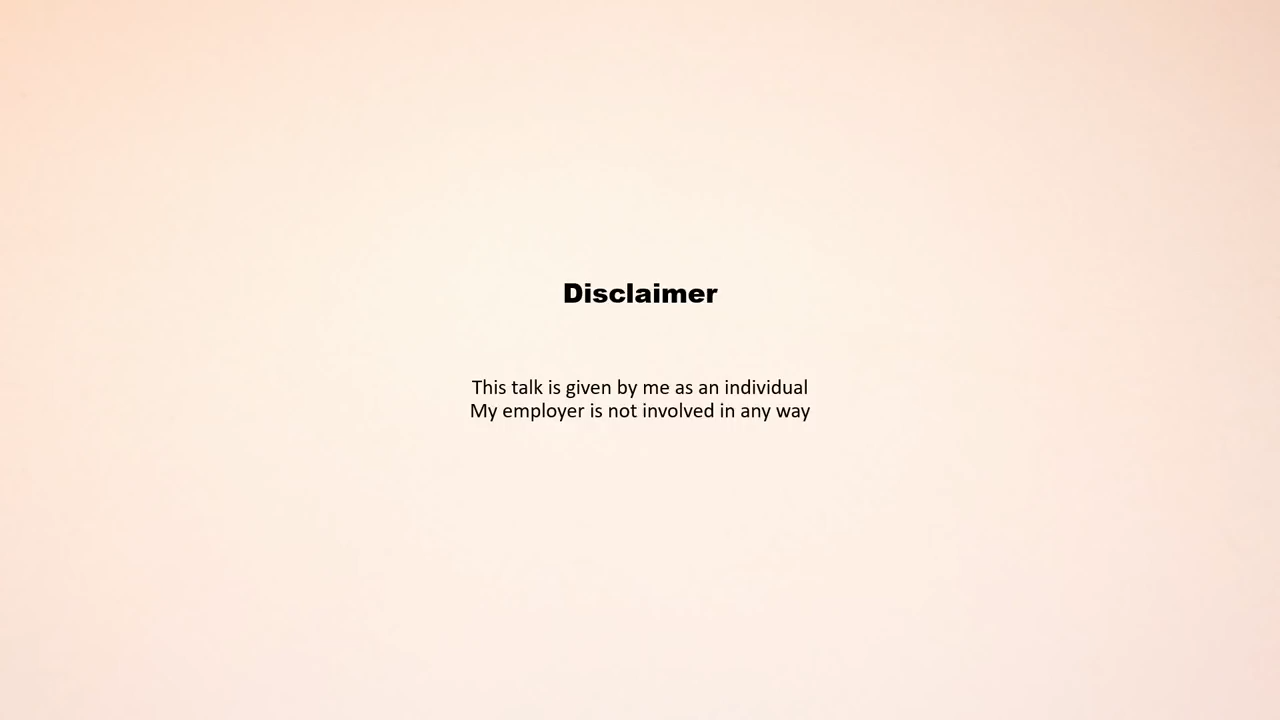 Disclaimer
This talk is given by me as an individual
My employer is not involved in any way